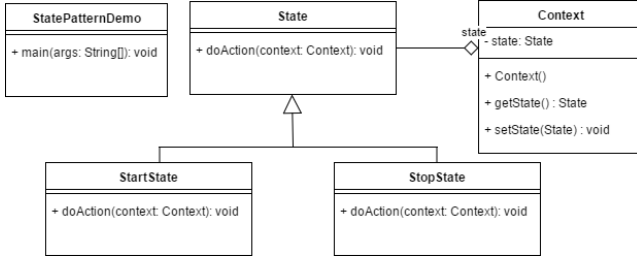 StatePatternDemo
+ main(args: String[]): void
State
+ doAction(context: Context): void
state
Context
- state: State
+ Context()
+ getState() : State
+ setState(State) : void
StartState
+ doAction(context: Context): void
StopState
+ doAction(context: Context): void